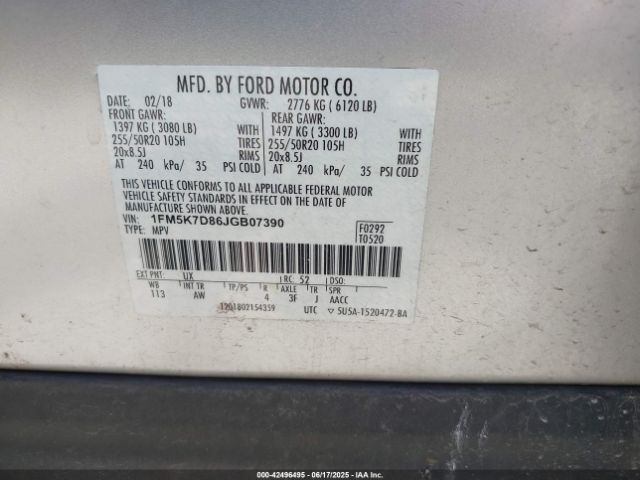 MFD. BY FORD MOTOR CO.
DATE: 02/18 GVWR: 2776 KG ( 6120 LB)
FRONT GAWR: REAR GAWR:
1397 KG ( 3080 LB) WITH 1497 KG ( 3300 LB) WITH
255/50R20 105H TIRES 255/50R20 105H TIRES
20x8.5J RIMS 20x8.5J RIMS
AT 240 kPa/ 35 PSI COLD AT 240 kPa/ 35 PSI COLD
THIS VEHICLE CONFORMS TO ALL APPLICABLE FEDERAL MOTOR
VEHICLE SAFETY STANDARDS IN EFFECT ON THE DATE OF
MANUFACTURE SHOWN ABOVE.
VIN: 1FM5K7D86JGB07390 F0292
TYPE: MPV T0520
EXT PNT: UX RC: 52 DSO:
WB INT TR TP/PS R AXLE TR SPR
113 AW 4 3F J AACC
1201802154359 UTC 5U5A-1520472-BA
000-42496495 - 06/17/2025 - IAA Inc.